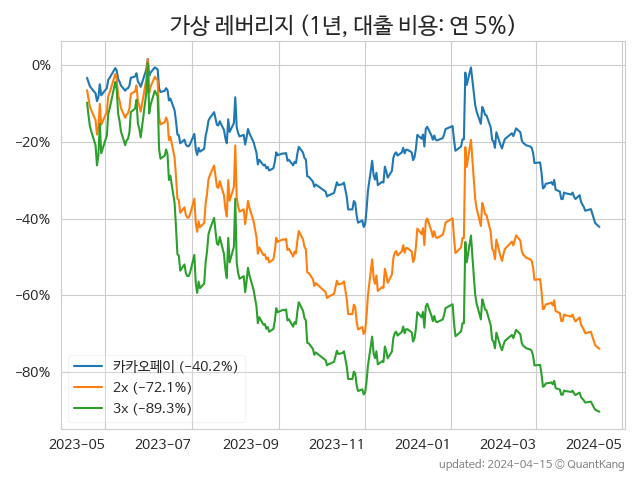 가상 레버리지 (1년, 대출 비용: 연 5%)
0%
−20%
−40%
−60%
−80%
카카오페이 (−40.2%)
2x (−72.1%)
3x (−89.3%)
2023−05 2023−07 2023−09 2023−11 2024−01 2024−03 2024−05
updated: 2024−04−15 © QuantKang